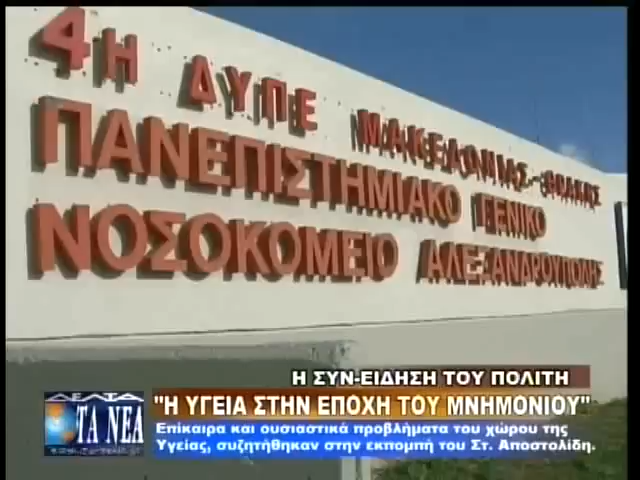 4Η ΔΥΠΕ ΜΑΚΕΔΟΝΙΑΣ-ΘΡΑΚΗΣ
ΠΑΝΕΠΙΣΤΗΜΙΑΚΟ ΓΕΝΙΚΟ
ΝΟΣΟΚΟΜΕΙΟ ΑΛΕΞΑΝΔΡΟΥΠΟΛΗΣ
Η ΣΥΝ-ΕΙΔΗΣΗ ΤΟΥ ΠΟΛΙΤΗ
ΔΕΛΤΑ
ΤΑ ΝΕΑ
"Η ΥΓΕΙΑ ΣΤΗΝ ΕΠΟΧΗ ΤΟΥ ΜΝΗΜΟΝΙΟΥ"
Επίκαιρα και ουσιαστικά προβλήματα του χώρου της
Υγείας, συζητήθηκαν στην εκπομπή του Στ. Αποστολίδη.